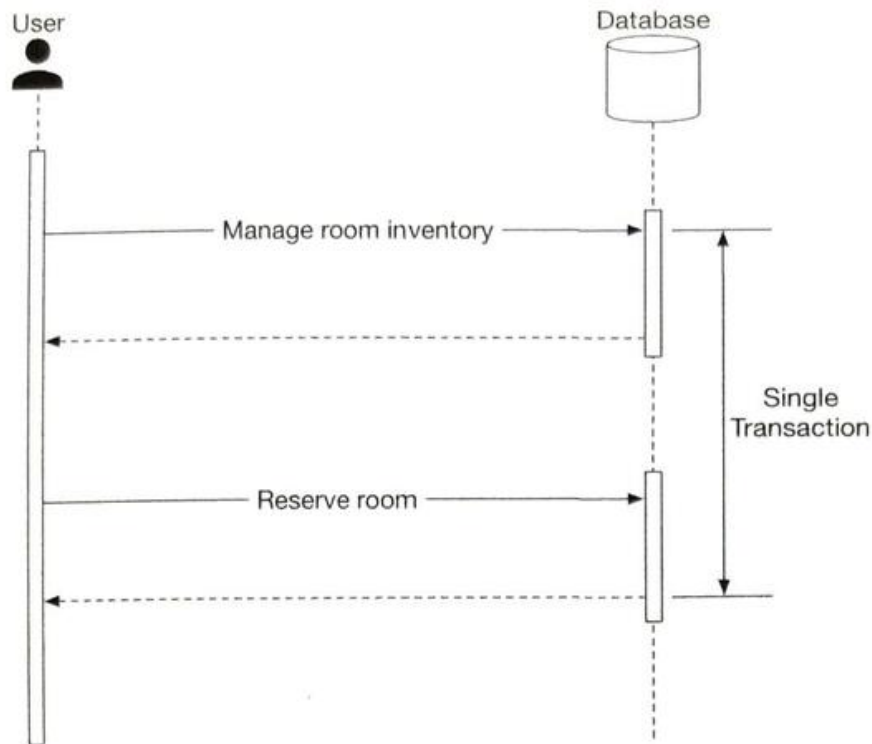 User
Database
Manage room inventory
Single
Transaction
Reserve room